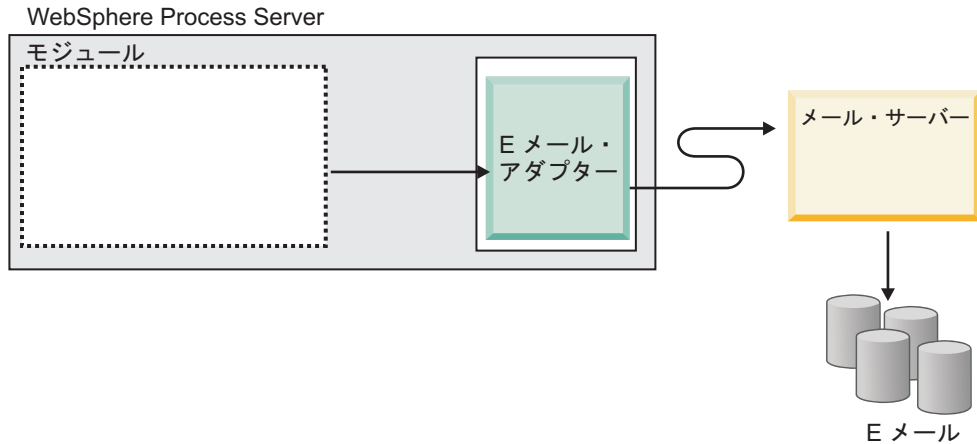 WebSphere Process Server
モジュール
E メール・
アダプター
メール・サーバー
E メール